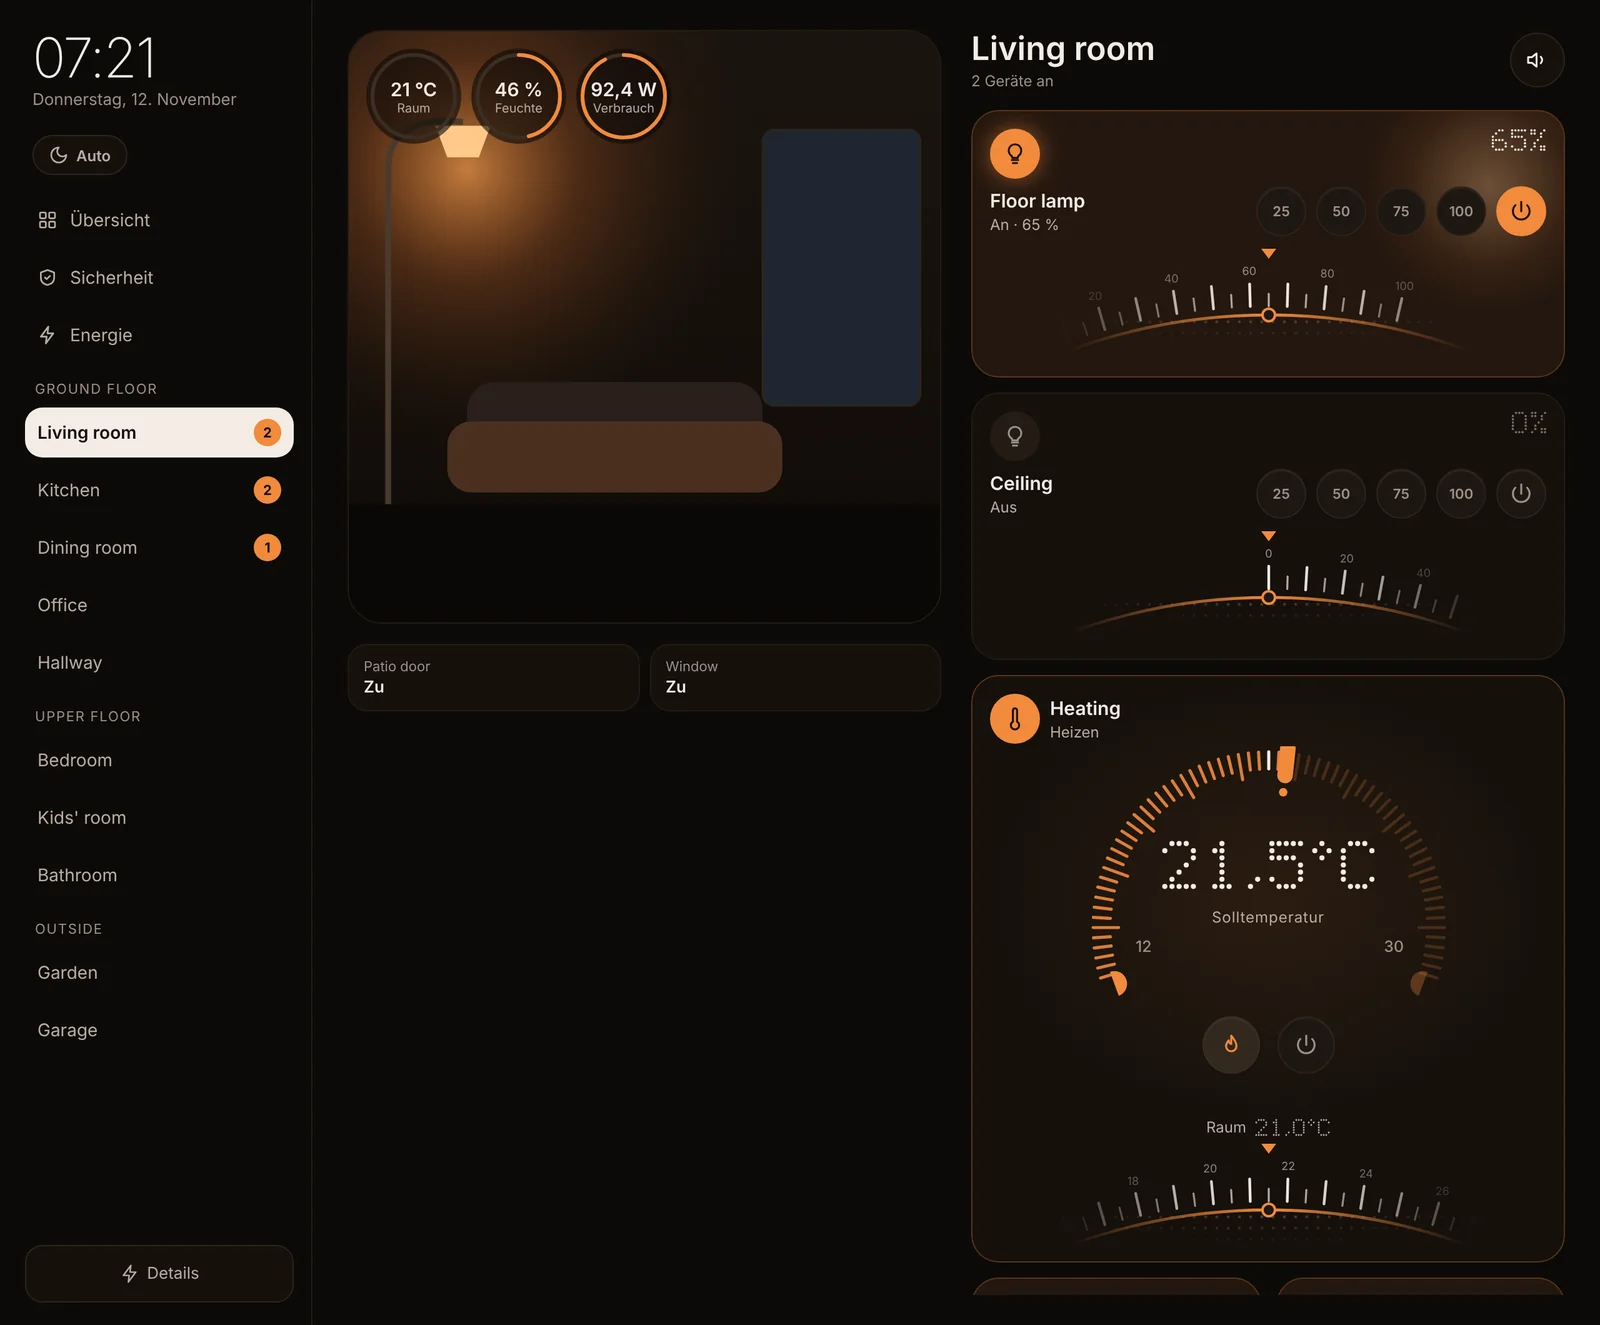 07:21
Donnerstag, 12. November
Auto
Übersicht
Sicherheit
Energie
GROUND FLOOR
Living room 2
Kitchen 2
Dining room 1
Office
Hallway
UPPER FLOOR
Bedroom
Kids' room
Bathroom
OUTSIDE
Garden
Garage
Details
21 °C
Raum
46 %
Feuchte
92,4 W
Verbrauch
Patio door
Zu
Window
Zu
Living room
2 Geräte an
65%
Floor lamp
An · 65 %
25 50 75 100
20 40 60 80 100
0%
Ceiling
Aus
25 50 75 100
0 20 40
Heating
Heizen
21.5°C
Solltemperatur
12 30
Raum 21.0°C
18 20 22 24 26